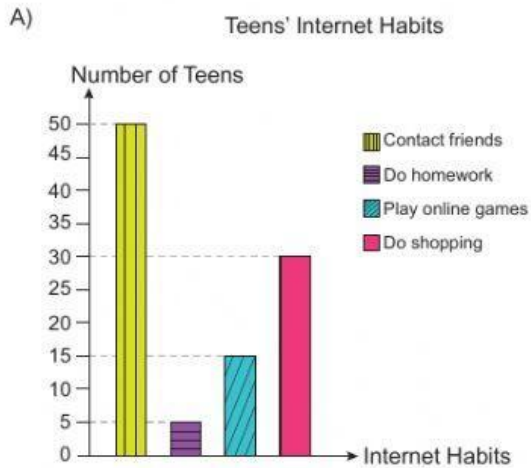 A)
Teens' Internet Habits
Number of Teens
50
45
40
35
30
25
20
15
10
5
0
Contact friends
Do homework
Play online games
Do shopping
Internet Habits